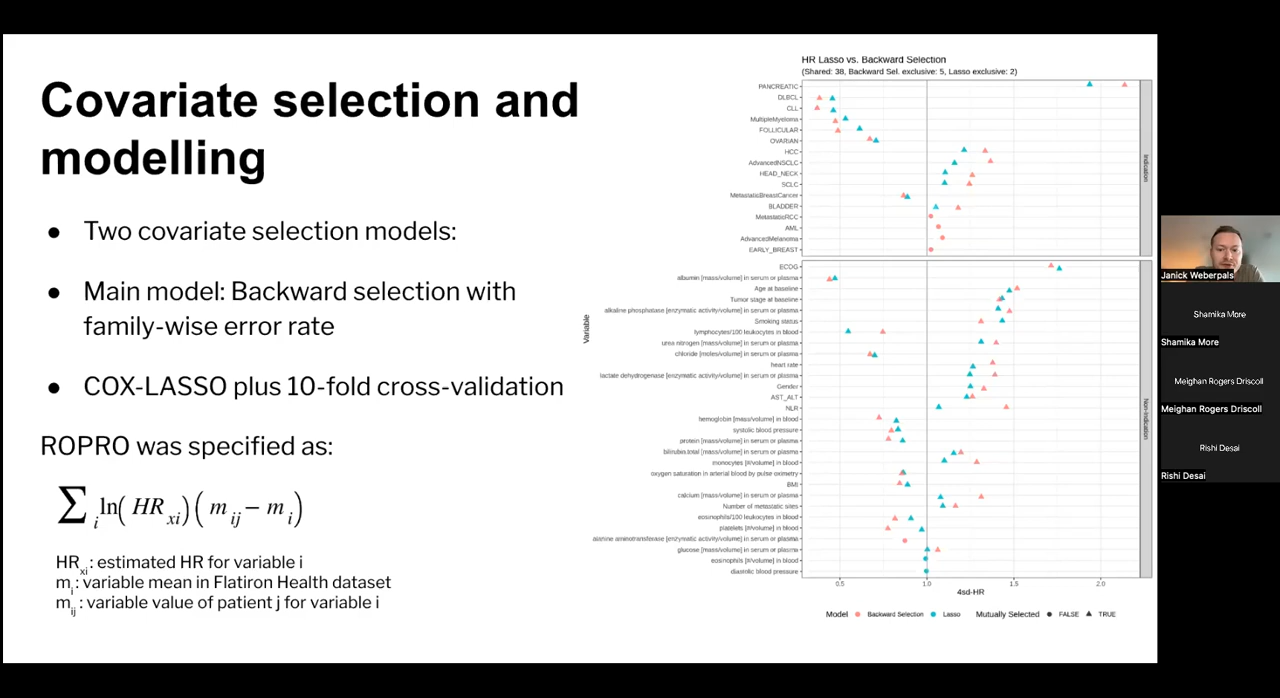 Covariate selection and
modelling
● Two covariate selection models:
● Main model: Backward selection with
family-wise error rate
● COX-LASSO plus 10-fold cross-validation
ROPRO was specified as:
∑ i ln( HR xi )( m ij − m i )
HR xi : estimated HR for variable i
m i : variable mean in Flatiron Health dataset
m ij : variable value of patient j for variable i
HR Lasso vs. Backward Selection
(Shared: 38, Backward Sel. exclusive: 5, Lasso exclusive: 2)
PANCREATIC
DLBCL
CLL
MultipleMyeloma
FOLLICULAR
OVARIAN
HCC
AdvancedNSCLC
HEAD_NECK
SCLC
MetastaticBreastCancer
BLADDER
MetastaticRCC
AML
AdvancedMelanoma
EARLY_BREAST
Indication
ECOG
albumin [mass/volume] in serum or plasma
Age at baseline
Tumor stage at baseline
alkaline phosphatase [enzymatic activity/volume] in serum or plasma
Smoking status
lymphocytes/100 leukocytes in blood
urea nitrogen [mass/volume] in serum or plasma
chloride [moles/volume] in serum or plasma
heart rate
lactate dehydrogenase [enzymatic activity/volume] in serum or plasma
Gender
AST_ALT
NLR
hemoglobin [mass/volume] in blood
systolic blood pressure
protein [mass/volume] in serum or plasma
bilirubin.total [mass/volume] in serum or plasma
monocytes [#/volume] in blood
oxygen saturation in arterial blood by pulse oximetry
BMI
calcium [mass/volume] in serum or plasma
Number of metastatic sites
eosinophils/100 leukocytes in blood
platelets [#/volume] in blood
alanine aminotransferase [enzymatic activity/volume] in serum or plasma
glucose [mass/volume] in serum or plasma
eosinophils [#/volume] in blood
diastolic blood pressure
Non-Indication
Variable
0.5 1.0 1.5 2.0
4sd-HR
Model Backward Selection Lasso Mutually Selected FALSE TRUE
Janick Weberpals
Shamika More
Shamika More
Meighan Rogers Driscoll
Meighan Rogers Driscoll
Rishi Desai
Rishi Desai